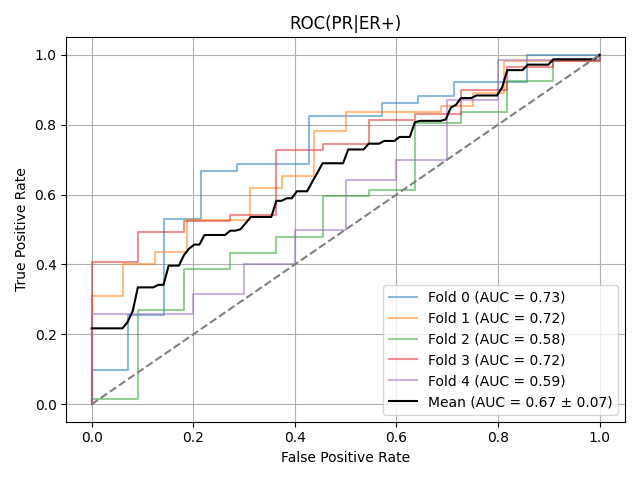 ROC(PR|ER+)
True Positive Rate
1.0
0.8
0.6
0.4
0.2
0.0
Fold 0 (AUC = 0.73)
Fold 1 (AUC = 0.72)
Fold 2 (AUC = 0.58)
Fold 3 (AUC = 0.72)
Fold 4 (AUC = 0.59)
Mean (AUC = 0.67 ± 0.07)
0.0 0.2 0.4 0.6 0.8 1.0
False Positive Rate